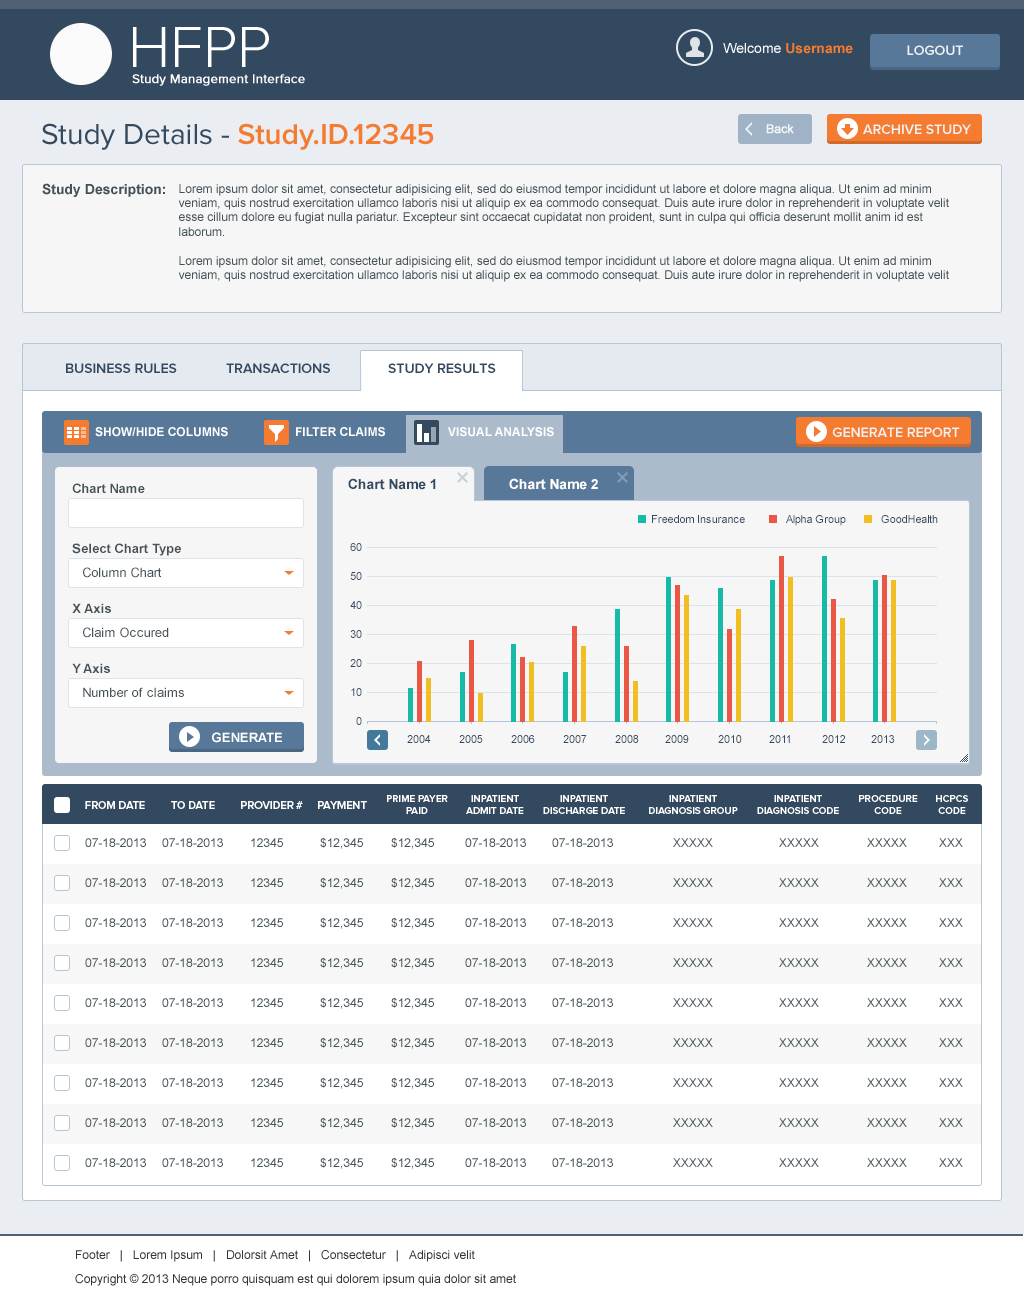 HFPP
Study Management Interface
Welcome Username
LOGOUT
Study Details - Study.ID.12345
Back
ARCHIVE STUDY
Study Description:
Lorem ipsum dolor sit amet, consectetur adipisicing elit, sed do eiusmod tempor incididunt ut labore et dolore magna aliqua. Ut enim ad minim
veniam, quis nostrud exercitation ullamco laboris nisi ut aliquip ex ea commodo consequat. Duis aute irure dolor in reprehenderit in voluptate velit
esse cillum dolore eu fugiat nulla pariatur. Excepteur sint occaecat cupidatat non proident, sunt in culpa qui officia deserunt mollit anim id est
laborum.
Lorem ipsum dolor sit amet, consectetur adipisicing elit, sed do eiusmod tempor incididunt ut labore et dolore magna aliqua. Ut enim ad minim
veniam, quis nostrud exercitation ullamco laboris nisi ut aliquip ex ea commodo consequat. Duis aute irure dolor in reprehenderit in voluptate velit
BUSINESS RULES TRANSACTIONS STUDY RESULTS
SHOW/HIDE COLUMNS FILTER CLAIMS VISUAL ANALYSIS GENERATE REPORT
Chart Name
Select Chart Type
Column Chart
X Axis
Claim Occured
Y Axis
Number of claims
GENERATE
Chart Name 1 Chart Name 2
Freedom Insurance Alpha Group GoodHealth
60
50
40
30
20
10
0
2004 2005 2006 2007 2008 2009 2010 2011 2012 2013
FROM DATE TO DATE PROVIDER # PAYMENT PRIME PAYER PAID INPATIENT ADMIT DATE INPATIENT DISCHARGE DATE INPATIENT DIAGNOSIS GROUP INPATIENT DIAGNOSIS CODE PROCEDURE CODE HCPCS CODE
07-18-2013 07-18-2013 12345 $12,345 $12,345 07-18-2013 07-18-2013 XXXXX XXXXX XXXXX XXX
07-18-2013 07-18-2013 12345 $12,345 $12,345 07-18-2013 07-18-2013 XXXXX XXXXX XXXXX XXX
07-18-2013 07-18-2013 12345 $12,345 $12,345 07-18-2013 07-18-2013 XXXXX XXXXX XXXXX XXX
07-18-2013 07-18-2013 12345 $12,345 $12,345 07-18-2013 07-18-2013 XXXXX XXXXX XXXXX XXX
07-18-2013 07-18-2013 12345 $12,345 $12,345 07-18-2013 07-18-2013 XXXXX XXXXX XXXXX XXX
07-18-2013 07-18-2013 12345 $12,345 $12,345 07-18-2013 07-18-2013 XXXXX XXXXX XXXXX XXX
07-18-2013 07-18-2013 12345 $12,345 $12,345 07-18-2013 07-18-2013 XXXXX XXXXX XXXXX XXX
07-18-2013 07-18-2013 12345 $12,345 $12,345 07-18-2013 07-18-2013 XXXXX XXXXX XXXXX XXX
07-18-2013 07-18-2013 12345 $12,345 $12,345 07-18-2013 07-18-2013 XXXXX XXXXX XXXXX XXX
Footer | Lorem Ipsum | Dolorsit Amet | Consectetur | Adipisci velit
Copyright © 2013 Neque porro quisquam est qui dolorem ipsum quia dolor sit amet